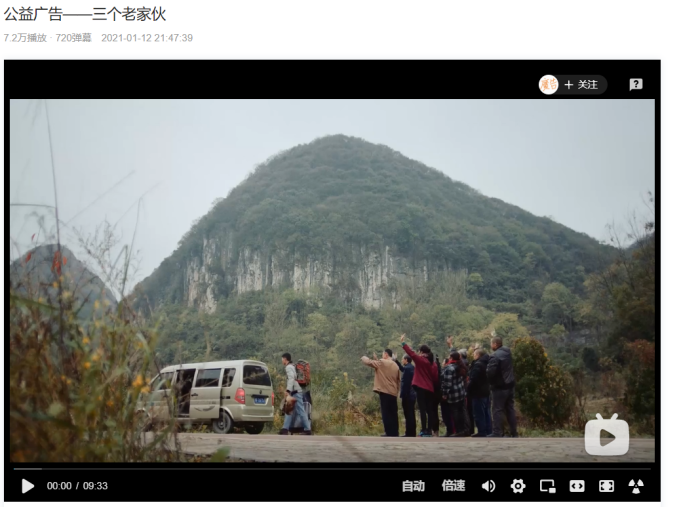 公益广告——三个老家伙
7.2万播放 · 720弹幕 2021-01-12 21:47:39
+ 关注
?
00:00 / 09:33 自动 倍速